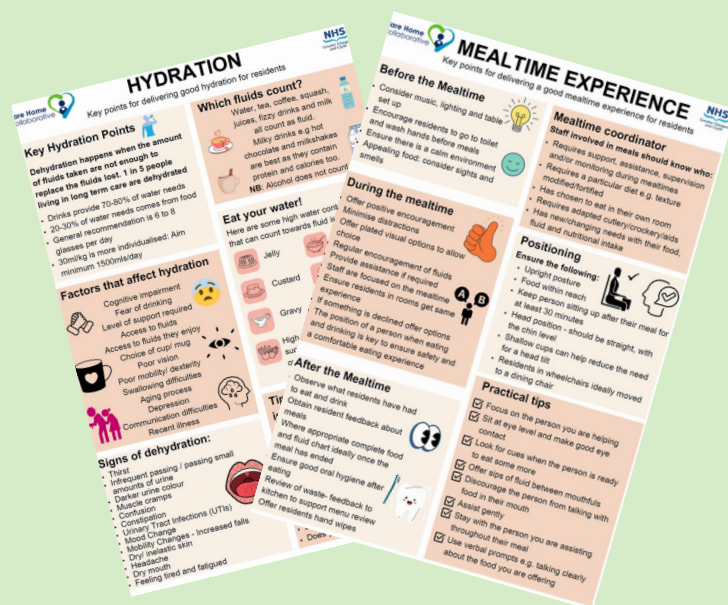 Care Home
Collaborative
HYDRATION
Key points for delivering good hydration for residents
NHS
Greater Glasgow
and Clyde
Key Hydration Points
Dehydration happens when the amount
of fluids taken are not enough to
replace the fluids lost. 1 in 5 people
living in long term care are dehydrated
• Drinks provide 70-80% of water needs
• 20-30% of water needs comes from food
• General recommendation is 6 to 8
glasses per day
• 30ml/kg is more individualised: Aim
minimum 1500mls/day
Factors that affect hydration
Cognitive impairment
Fear of drinking
Level of support required
Access to fluids
Access to fluids they enjoy
Choice of cup/ mug
Poor vision
Poor mobility/ dexterity
Swallowing difficulties
Aging process
Depression
Communication difficulties
Recent illness
Signs of dehydration:
• Thirst
• Infrequent passing / passing small
amounts of urine
• Darker urine colour
• Muscle cramps
• Confusion
• Constipation
• Urinary Tract Infections (UTIs)
• Mood Change
• Mobility Changes - Increased falls
• Dry/ inelastic skin
• Headache
• Dry mouth
• Feeling tired and fatigued
Which fluids count?
Water, tea, coffee, squash,
juices, fizzy drinks and milk
all count as fluid.
Milky drinks e.g hot
chocolate and milkshakes
are best as they contain
protein and calories too.
NB: Alcohol does not count
Eat your water!
Here are some high water cont
that can count towards fluid
Jelly
Custard
Gravy
High
Does
are Home
ollaborative
MEALTIME EXPERIENCE
Key points for delivering a good mealtime experience for residents
NHS
Before the Mealtime
• Consider music, lighting and table
set up
• Encourage residents to go to toilet
and wash hands before meals
• Ensure there is a calm environment
• Appealing food: consider sights and
smells
During the mealtime
• Offer positive encouragement
• Minimise distractions
• Offer plated visual options to allow
choice
• Regular encouragement of fluids
• Provide assistance if required
• Staff are focused on the mealtime
• Ensure residents in rooms get same
experience
• If something is declined offer options
• The position of a person when eating
and drinking is key to ensure safety and
a comfortable eating experience
A B
After the Mealtime
Observe what residents have had
to eat and drink
Obtain resident feedback about
meals
Where appropriate complete food
and fluid chart ideally once the
meal has ended
Ensure good oral hygiene after
eating
Review of waste- feedback to
kitchen to support menu review
Offer residents hand wipes
Mealtime coordinator
Staff involved in meals should know who:
• Requires support, assistance, supervision
and/or monitoring during mealtimes
• Requires a particular diet e.g. texture
modified/fortified
• Has chosen to eat in their own room
• Requires adapted cutlery/crockery/aids
• Has new/changing needs with their food,
fluid and nutritional intake
Positioning
Ensure the following:
• Upright posture
• Food within reach
• Keep person sitting up after their meal for
at least 30 minutes
• Head position - should be straight, with
the chin level
• Shallow cups can help reduce the need
for a head tilt
• Residents in wheelchairs ideally moved
to a dining chair
Practical tips
Focus on the person you are helping
Sit at eye level and make good eye
contact
Look for cues when the person is ready
to eat some more
Offer sips of fluid between mouthfuls
Discourage the person from talking with
food in their mouth
Assist gently
Stay with the person you are assisting
throughout their meal
Use verbal prompts e.g. talking clearly
about the food you are offering